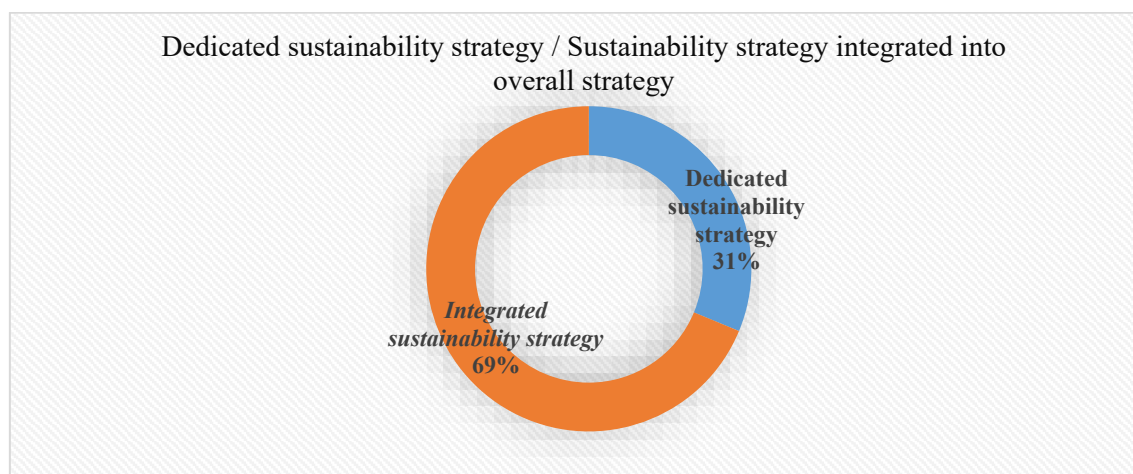 Dedicated sustainability strategy / Sustainability strategy integrated into
overall strategy
Dedicated
sustainability
strategy
31%
Integrated
sustainability strategy
69%